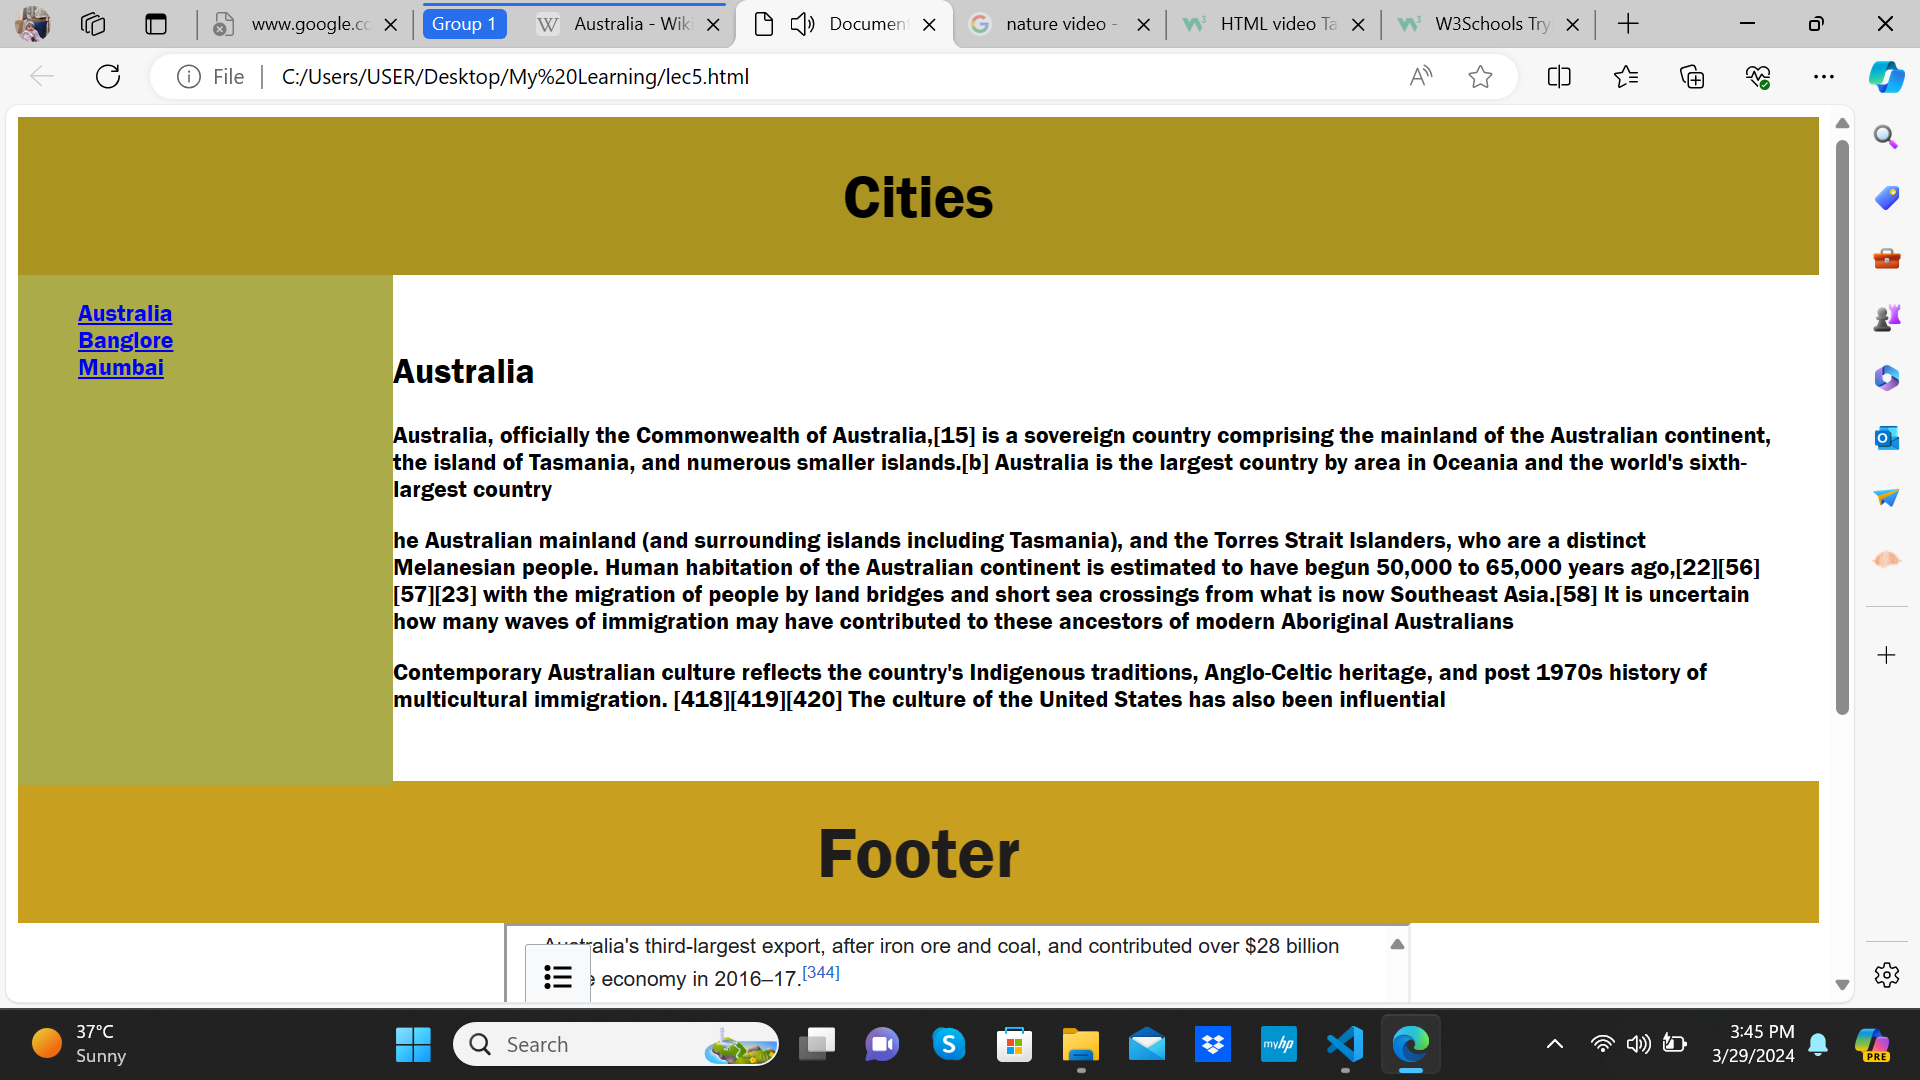 www.google.co
Group 1
Australia - Wiki
Document
nature video -
HTML video Ta
W3Schools Try
File
C:/Users/USER/Desktop/My%20Learning/lec5.html
Cities
Australia
Banglore
Mumbai
Australia
Australia, officially the Commonwealth of Australia,[15] is a sovereign country comprising the mainland of the Australian continent,
the island of Tasmania, and numerous smaller islands.[b] Australia is the largest country by area in Oceania and the world's sixth-
largest country
he Australian mainland (and surrounding islands including Tasmania), and the Torres Strait Islanders, who are a distinct
Melanesian people. Human habitation of the Australian continent is estimated to have begun 50,000 to 65,000 years ago,[22][56]
[57][23] with the migration of people by land bridges and short sea crossings from what is now Southeast Asia.[58] It is uncertain
how many waves of immigration may have contributed to these ancestors of modern Aboriginal Australians
Contemporary Australian culture reflects the country's Indigenous traditions, Anglo-Celtic heritage, and post 1970s history of
multicultural immigration. [418][419][420] The culture of the United States has also been influential
Footer
Australia's third-largest export, after iron ore and coal, and contributed over $28 billion
economy in 2016–17.[344]
37°C
Sunny
Search
myhp
3:45 PM
3/29/2024
PRE